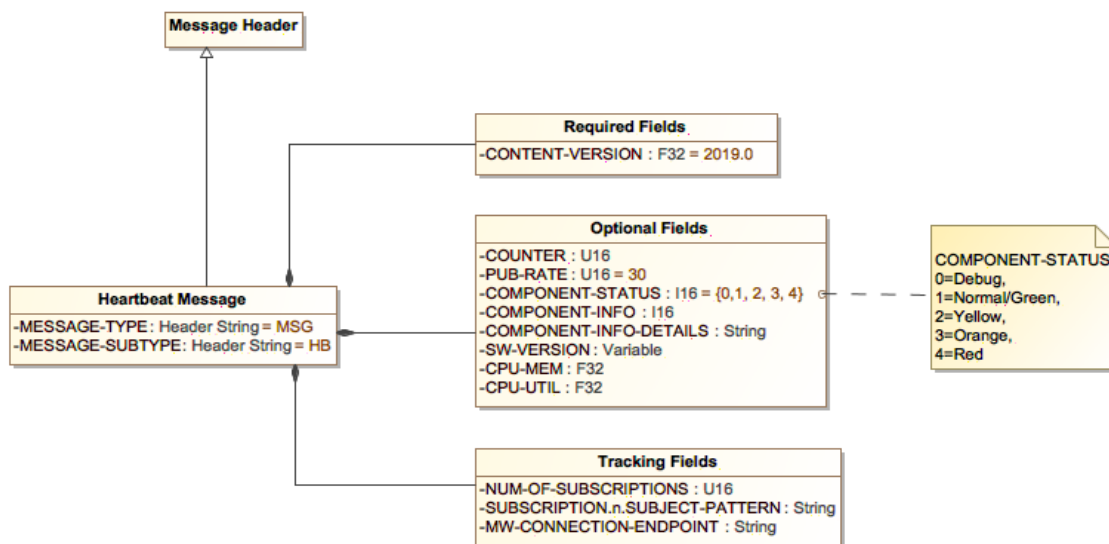 Message Header
Required Fields
-CONTENT-VERSION : F32 = 2019.0
Optional Fields
-COUNTER : U16
-PUB-RATE : U16 = 30
-COMPONENT-STATUS : I16 = {0,1, 2, 3, 4}
-COMPONENT-INFO : I16
-COMPONENT-INFO-DETAILS : String
-SW-VERSION : Variable
-CPU-MEM : F32
-CPU-UTIL : F32
COMPONENT-STATUS
0=Debug,
1=Normal/Green,
2=Yellow,
3=Orange,
4=Red
Heartbeat Message
-MESSAGE-TYPE : Header String = MSG
-MESSAGE-SUBTYPE : Header String = HB
Tracking Fields
-NUM-OF-SUBSCRIPTIONS : U16
-SUBSCRIPTION.n.SUBJECT-PATTERN : String
-MW-CONNECTION-ENDPOINT : String